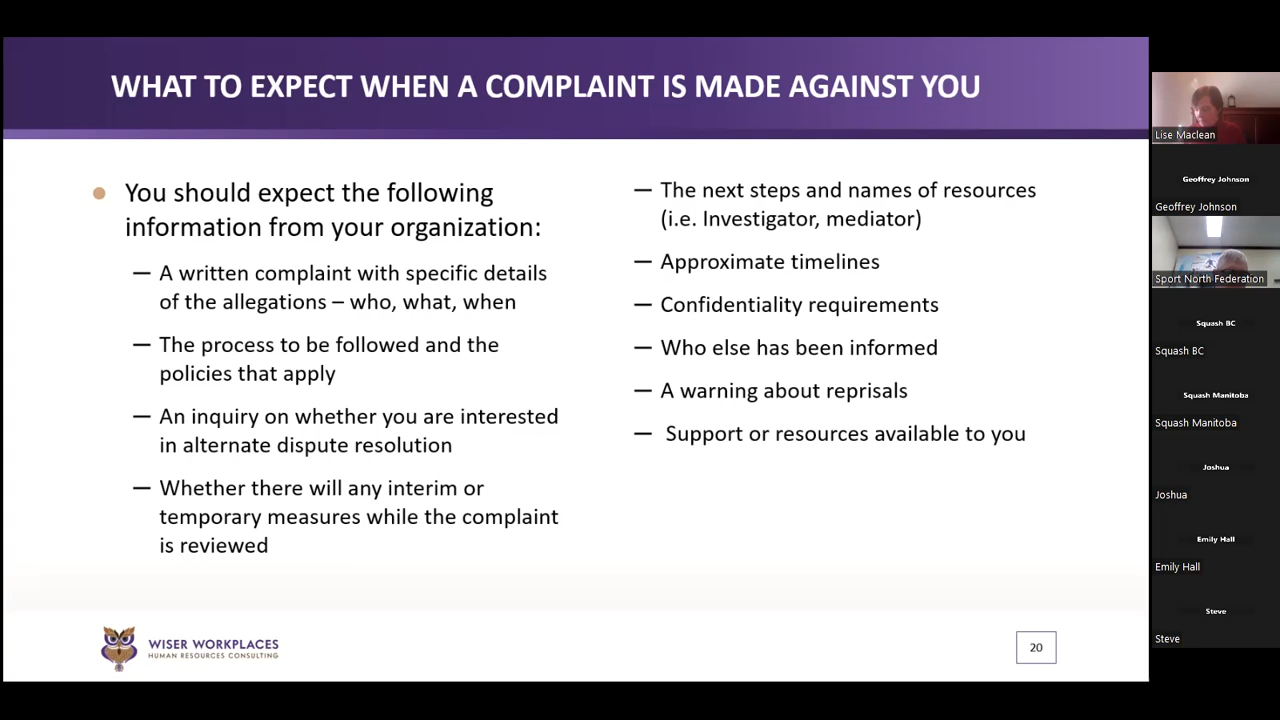 WHAT TO EXPECT WHEN A COMPLAINT IS MADE AGAINST YOU
You should expect the following
information from your organization:
— A written complaint with specific details
of the allegations – who, what, when
— The process to be followed and the
policies that apply
— An inquiry on whether you are interested
in alternate dispute resolution
— Whether there will any interim or
temporary measures while the complaint
is reviewed
— The next steps and names of resources
(i.e. Investigator, mediator)
— Approximate timelines
— Confidentiality requirements
— Who else has been informed
— A warning about reprisals
— Support or resources available to you
WISER WORKPLACES
HUMAN RESOURCES CONSULTING
20
Lise Maclean
Geoffrey Johnson
Geoffrey Johnson
Sport North Federation
Squash BC
Squash BC
Squash Manitoba
Squash Manitoba
Joshua
Joshua
Emily Hall
Emily Hall
Steve
Steve